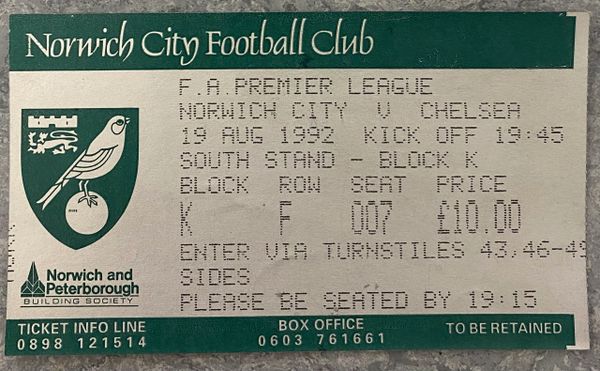 Norwich City Football Club
F.A.PREMIER LEAGUE
NORWICH CITY V CHELSEA
19 AUG 1992 KICK OFF 19:45
SOUTH STAND - BLOCK K
BLOCK ROW SEAT PRICE
K F 007 £10.00
ENTER VIA TURNSTILES 43,46-49
SIDES
PLEASE BE SEATED BY 19:15
Norwich and
Peterborough
BUILDING SOCIETY
TICKET INFO LINE
0898 121514
BOX OFFICE
0603 761661
TO BE RETAINED